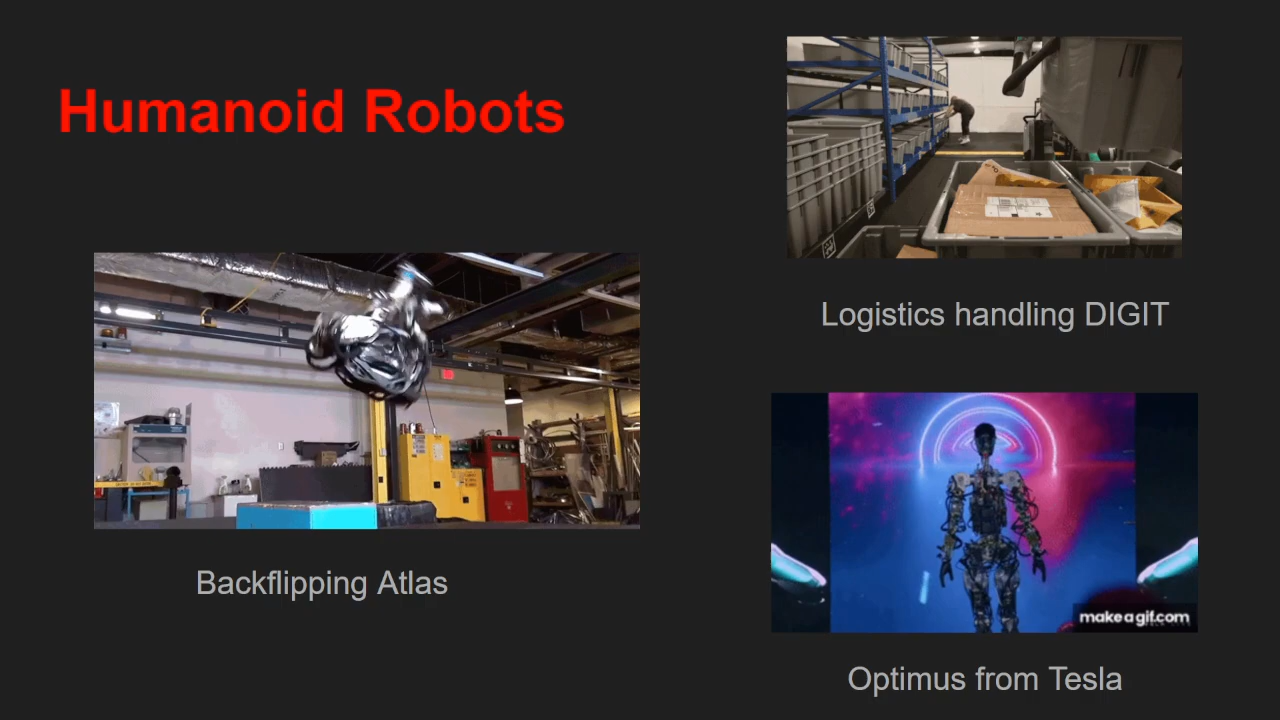 Humanoid Robots
Logistics handling DIGIT
Backflipping Atlas
makeagif.com
Optimus from Tesla